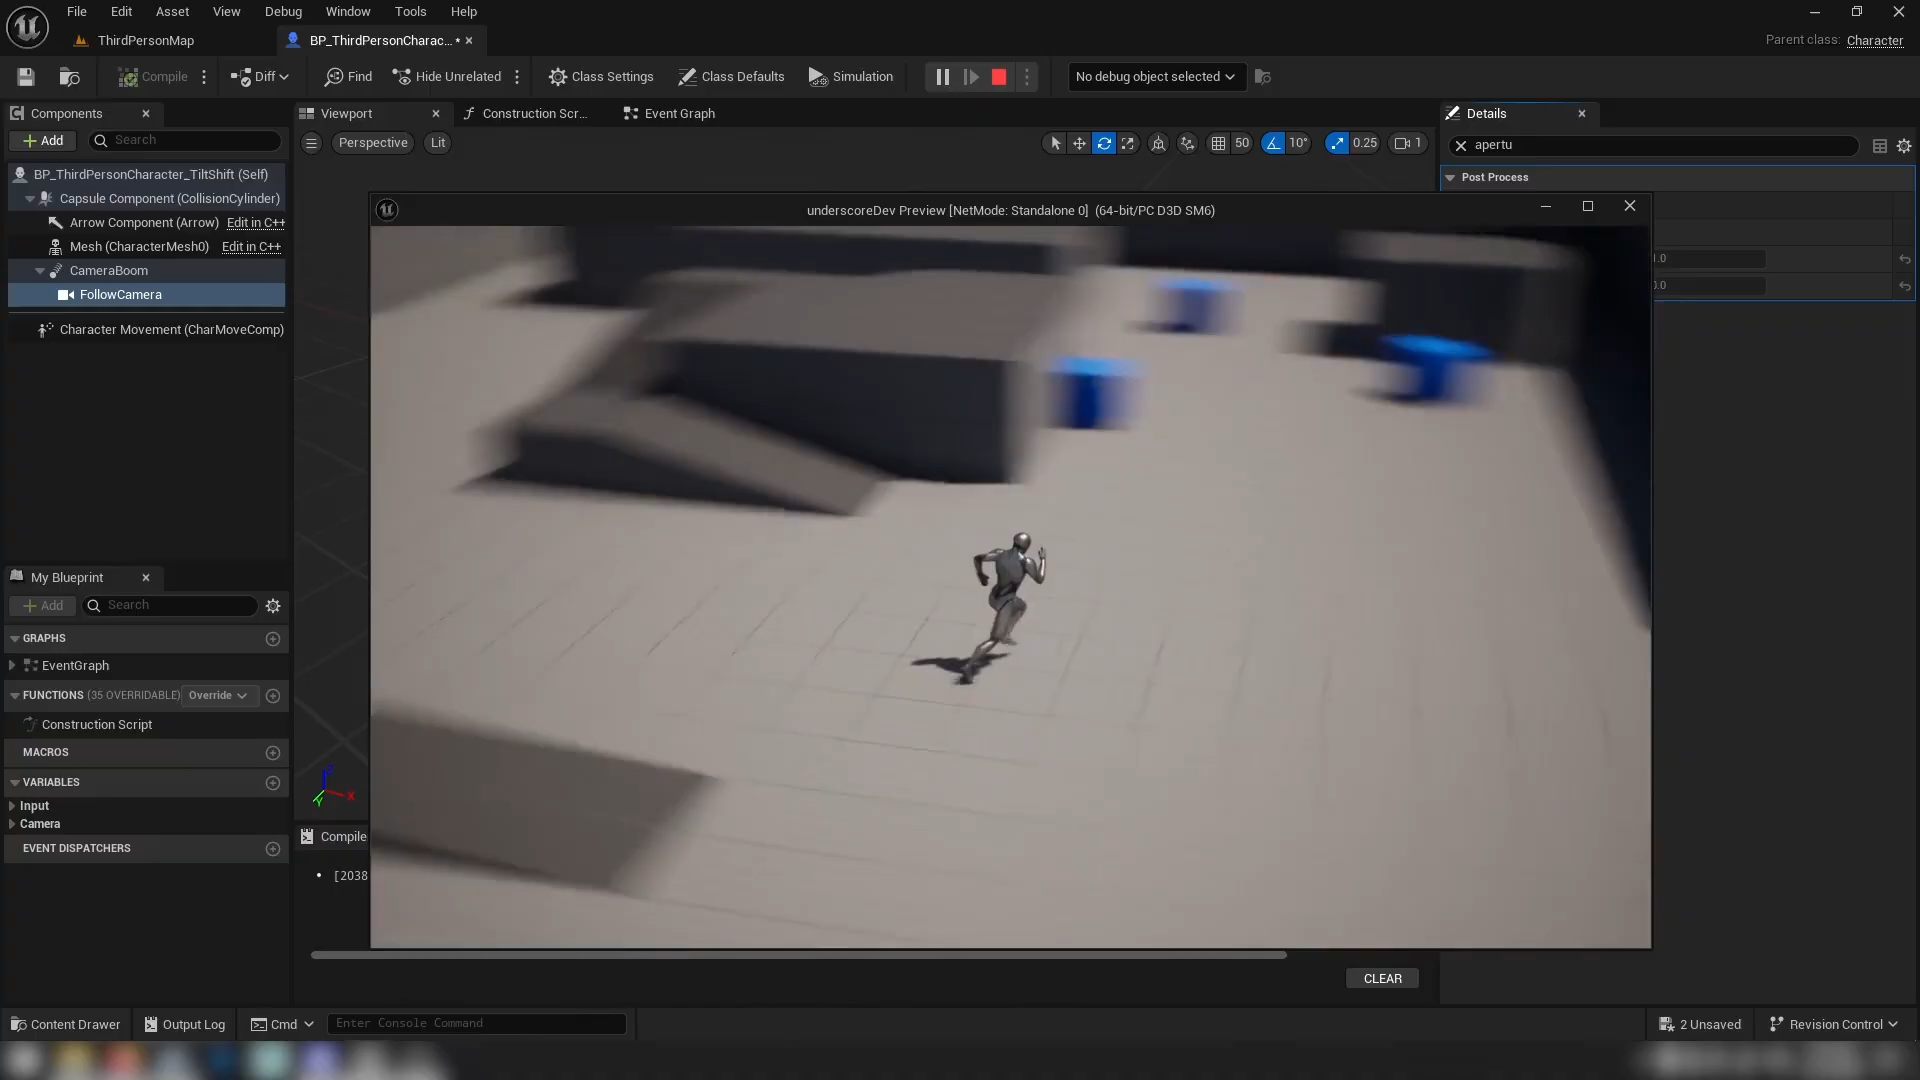 File Edit Asset View Debug Window Tools Help
ThirdPersonMap
BP_ThirdPersonCharac... •
Parent class: Character
Compile Diff Find Hide Unrelated Class Settings Class Defaults Simulation No debug object selected
Components
Viewport
Construction Scr...
Event Graph
Details
Add
Search
Perspective Lit
50 10° 0.25 1
apertu
Post Process
BP_ThirdPersonCharacter_TiltShift (Self)
Capsule Component (CollisionCylinder)
Arrow Component (Arrow) Edit in C++
Mesh (CharacterMesh0) Edit in C++
CameraBoom
FollowCamera
Character Movement (CharMoveComp)
underscoreDev Preview [NetMode: Standalone 0] (64-bit/PC D3D SM6)
1.0
0.0
My Blueprint
Add
Search
GRAPHS
EventGraph
FUNCTIONS (35 OVERRIDABLE) Override
Construction Script
MACROS
VARIABLES
Input
Camera
EVENT DISPATCHERS
Z
X
Y
Compile
• [2038
CLEAR
Content Drawer Output Log Cmd Enter Console Command 2 Unsaved Revision Control